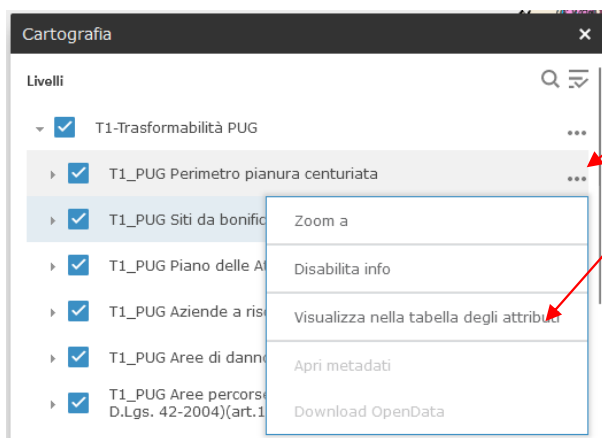 Cartografia
Livelli
T1-Trasformabilità PUG
T1_PUG Perimetro pianura centuriata
T1_PUG Siti da bonific
Zoom a
T1_PUG Piano delle At
Disabilita info
T1_PUG Aziende a ris
Visualizza nella tabella degli attributi
T1_PUG Aree di danno
Apri metadati
T1_PUG Aree percorse
D.Lgs. 42-2004)(art.1
Download OpenData